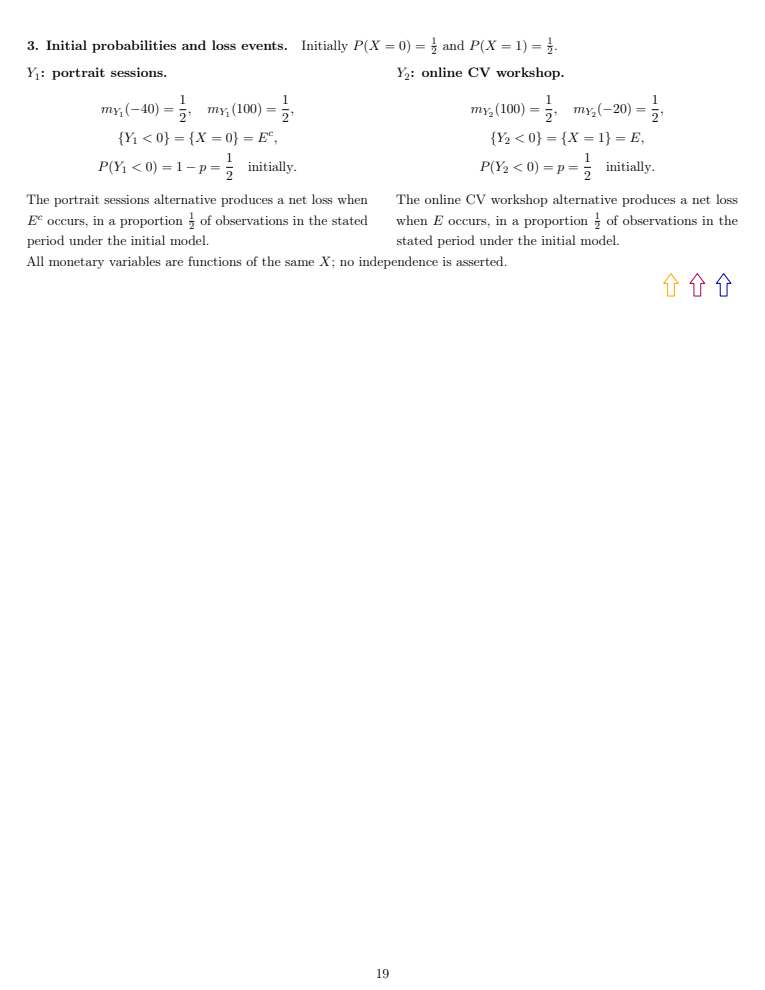 3. Initial probabilities and loss events. Initially P(X = 0) = 1/2 and P(X = 1) = 1/2.
Y₁: portrait sessions.
m_{Y₁}(−40) = 1/2, m_{Y₁}(100) = 1/2,
{Y₁ < 0} = {X = 0} = Eᶜ,
P(Y₁ < 0) = 1 − p = 1/2 initially.
The portrait sessions alternative produces a net loss when
Eᶜ occurs, in a proportion 1/2 of observations in the stated
period under the initial model.
Y₂: online CV workshop.
m_{Y₂}(100) = 1/2, m_{Y₂}(−20) = 1/2,
{Y₂ < 0} = {X = 1} = E,
P(Y₂ < 0) = p = 1/2 initially.
The online CV workshop alternative produces a net loss
when E occurs, in a proportion 1/2 of observations in the
stated period under the initial model.
All monetary variables are functions of the same X; no independence is asserted.
19